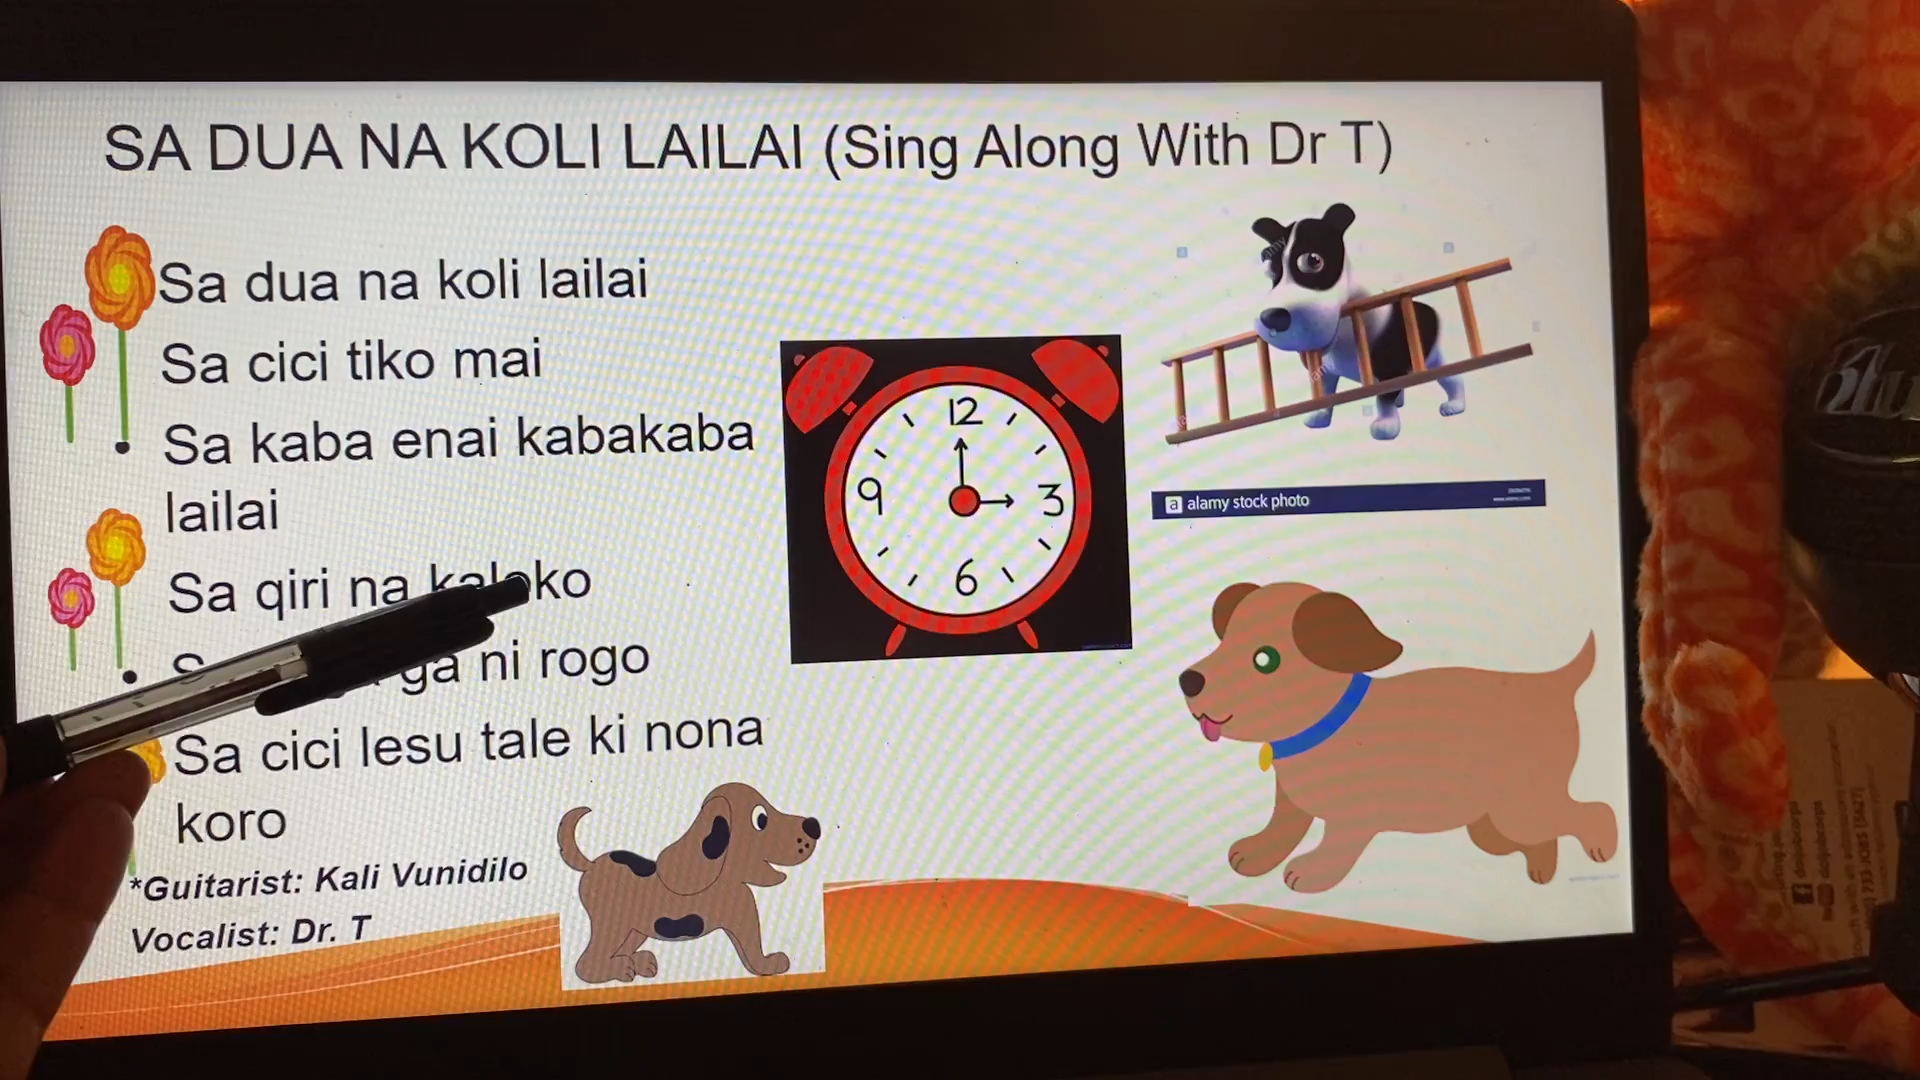 SA DUA NA KOLI LAILAI (Sing Along With Dr T)
Sa dua na koli lailai
Sa cici tiko mai
Sa kaba enai kabakaba
lailai
Sa qiri na
ni rogo
Sa cici lesu tale ki nona
koro
*Guitarist: Kali Vunidilo
Vocalist: Dr. T
12
9
3
6
a alamy stock photo